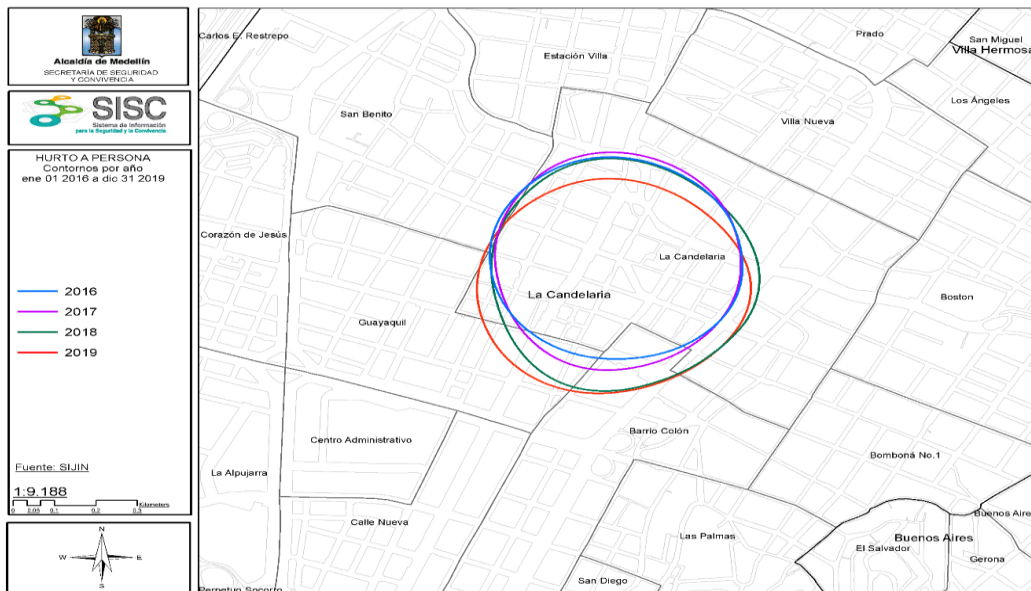 Alcaldía de Medellín
SECRETARÍA DE SEGURIDAD
Y CONVIVENCIA
SISC
Sistema de Información
para la Seguridad y la Convivencia
HURTO A PERSONA
Contornos por año
ene 01 2016 a dic 31 2019
2016
2017
2018
2019
Fuente: SIJIN
1:9.188
Kilometers
0 0.05 0.1 0.2 0.3
N
W E
S
Carlos E. Restrepo
Estación Villa
Prado
San Miguel
Villa Hermosa
Los Ángeles
San Benito
Villa Nueva
Corazón de Jesús
La Candelaria
La Candelaria
Boston
Guayaquil
Barrio Colón
Centro Administrativo
Bomboná No.1
La Alpujarra
Calle Nueva
Las Palmas
Buenos Aire
Buenos Aires
El Salvador
Gerona
San Diego
Perpetuo Socorro